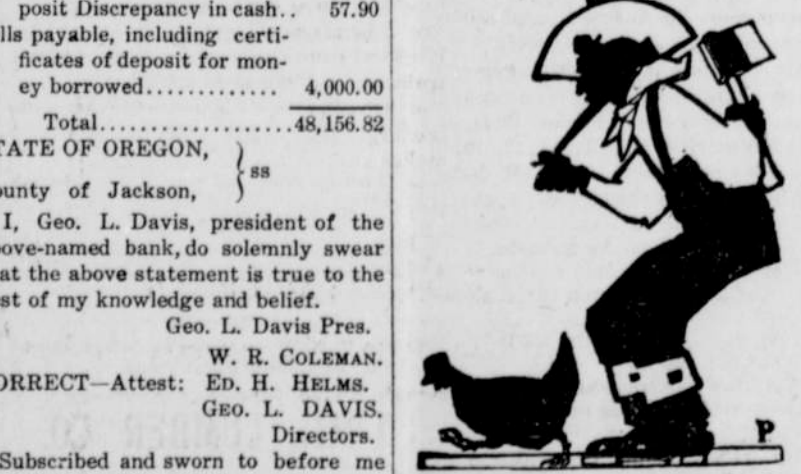 posit Discrepancy in cash.. 57.90
lls payable, including certi-
ficates of deposit for mon-
ey borrowed............. 4,000.00
Total...................48,156.82
TATE OF OREGON,
ss
ounty of Jackson,
I, Geo. L. Davis, president of the
ove-named bank, do solemnly swear
at the above statement is true to the
st of my knowledge and belief.
Geo. L. Davis Pres.
W. R. COLEMAN.
ORRECT—Attest: ED. H. HELMS.
GEO. L. DAVIS.
Directors.
Subscribed and sworn to before me
P